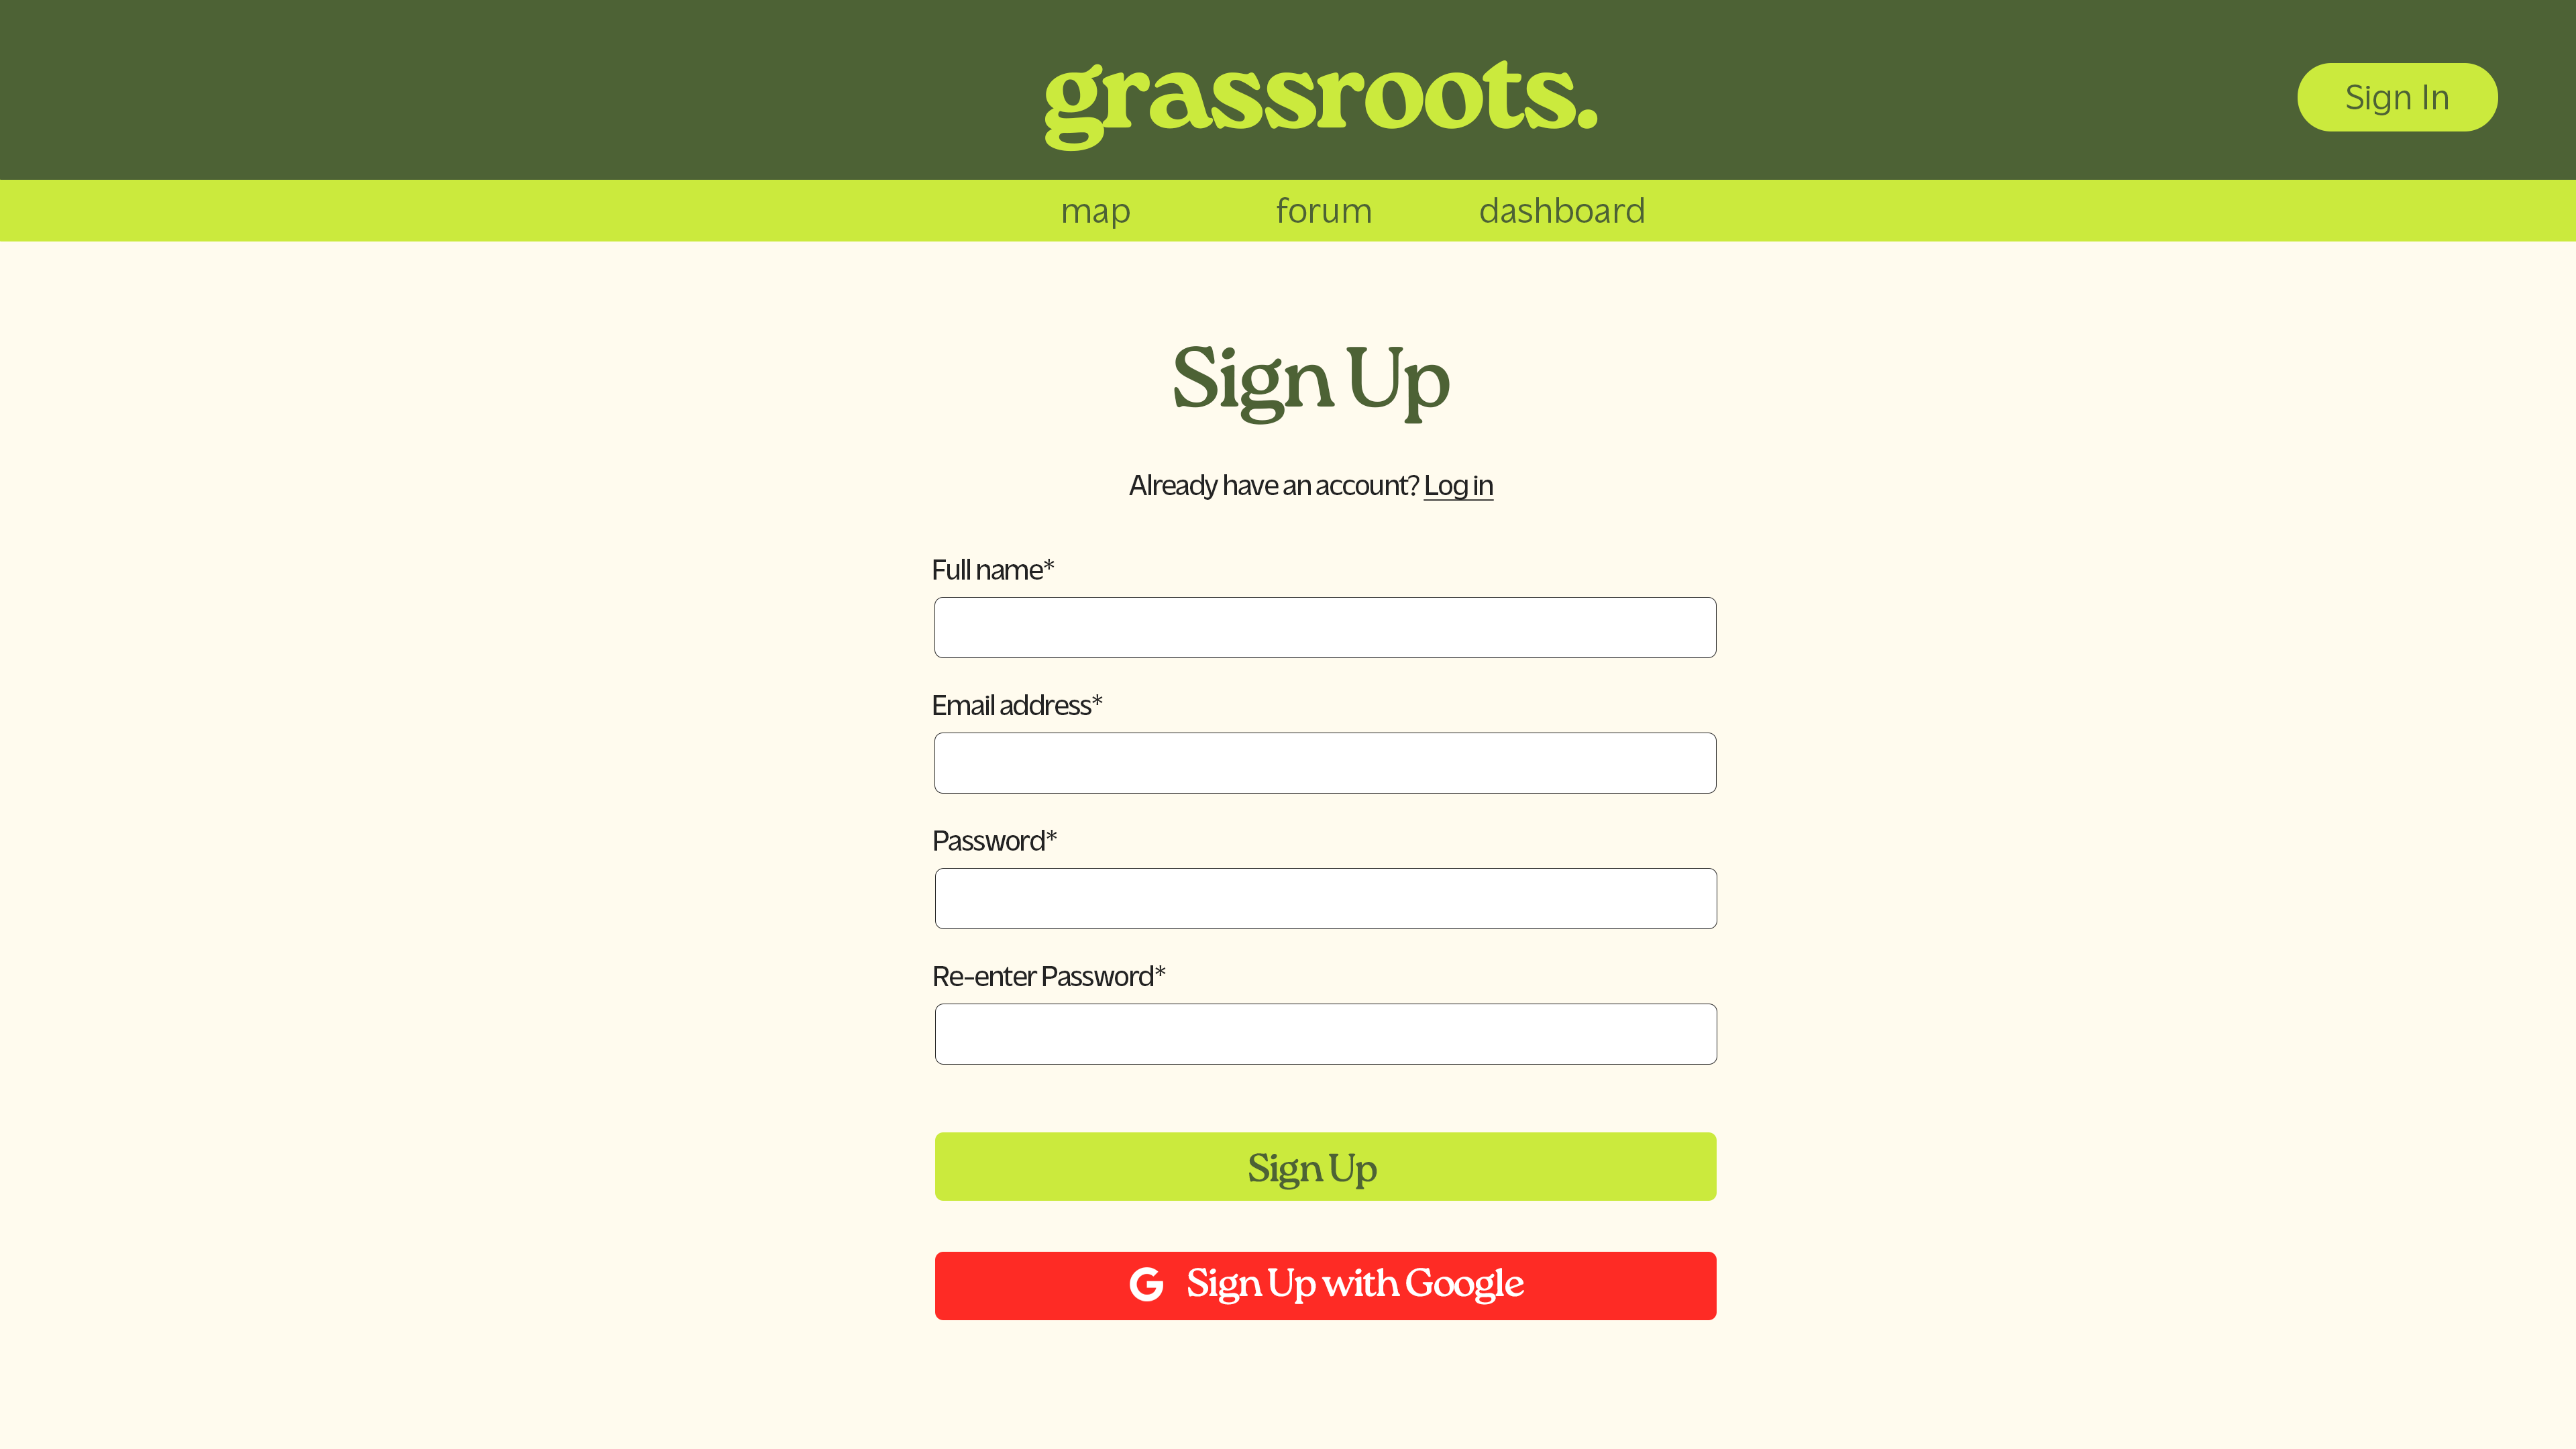 grassroots.
Sign In
map forum dashboard
Sign Up
Already have an account? Log in
Full name*
Email address*
Password*
Re-enter Password*
Sign Up
G Sign Up with Google